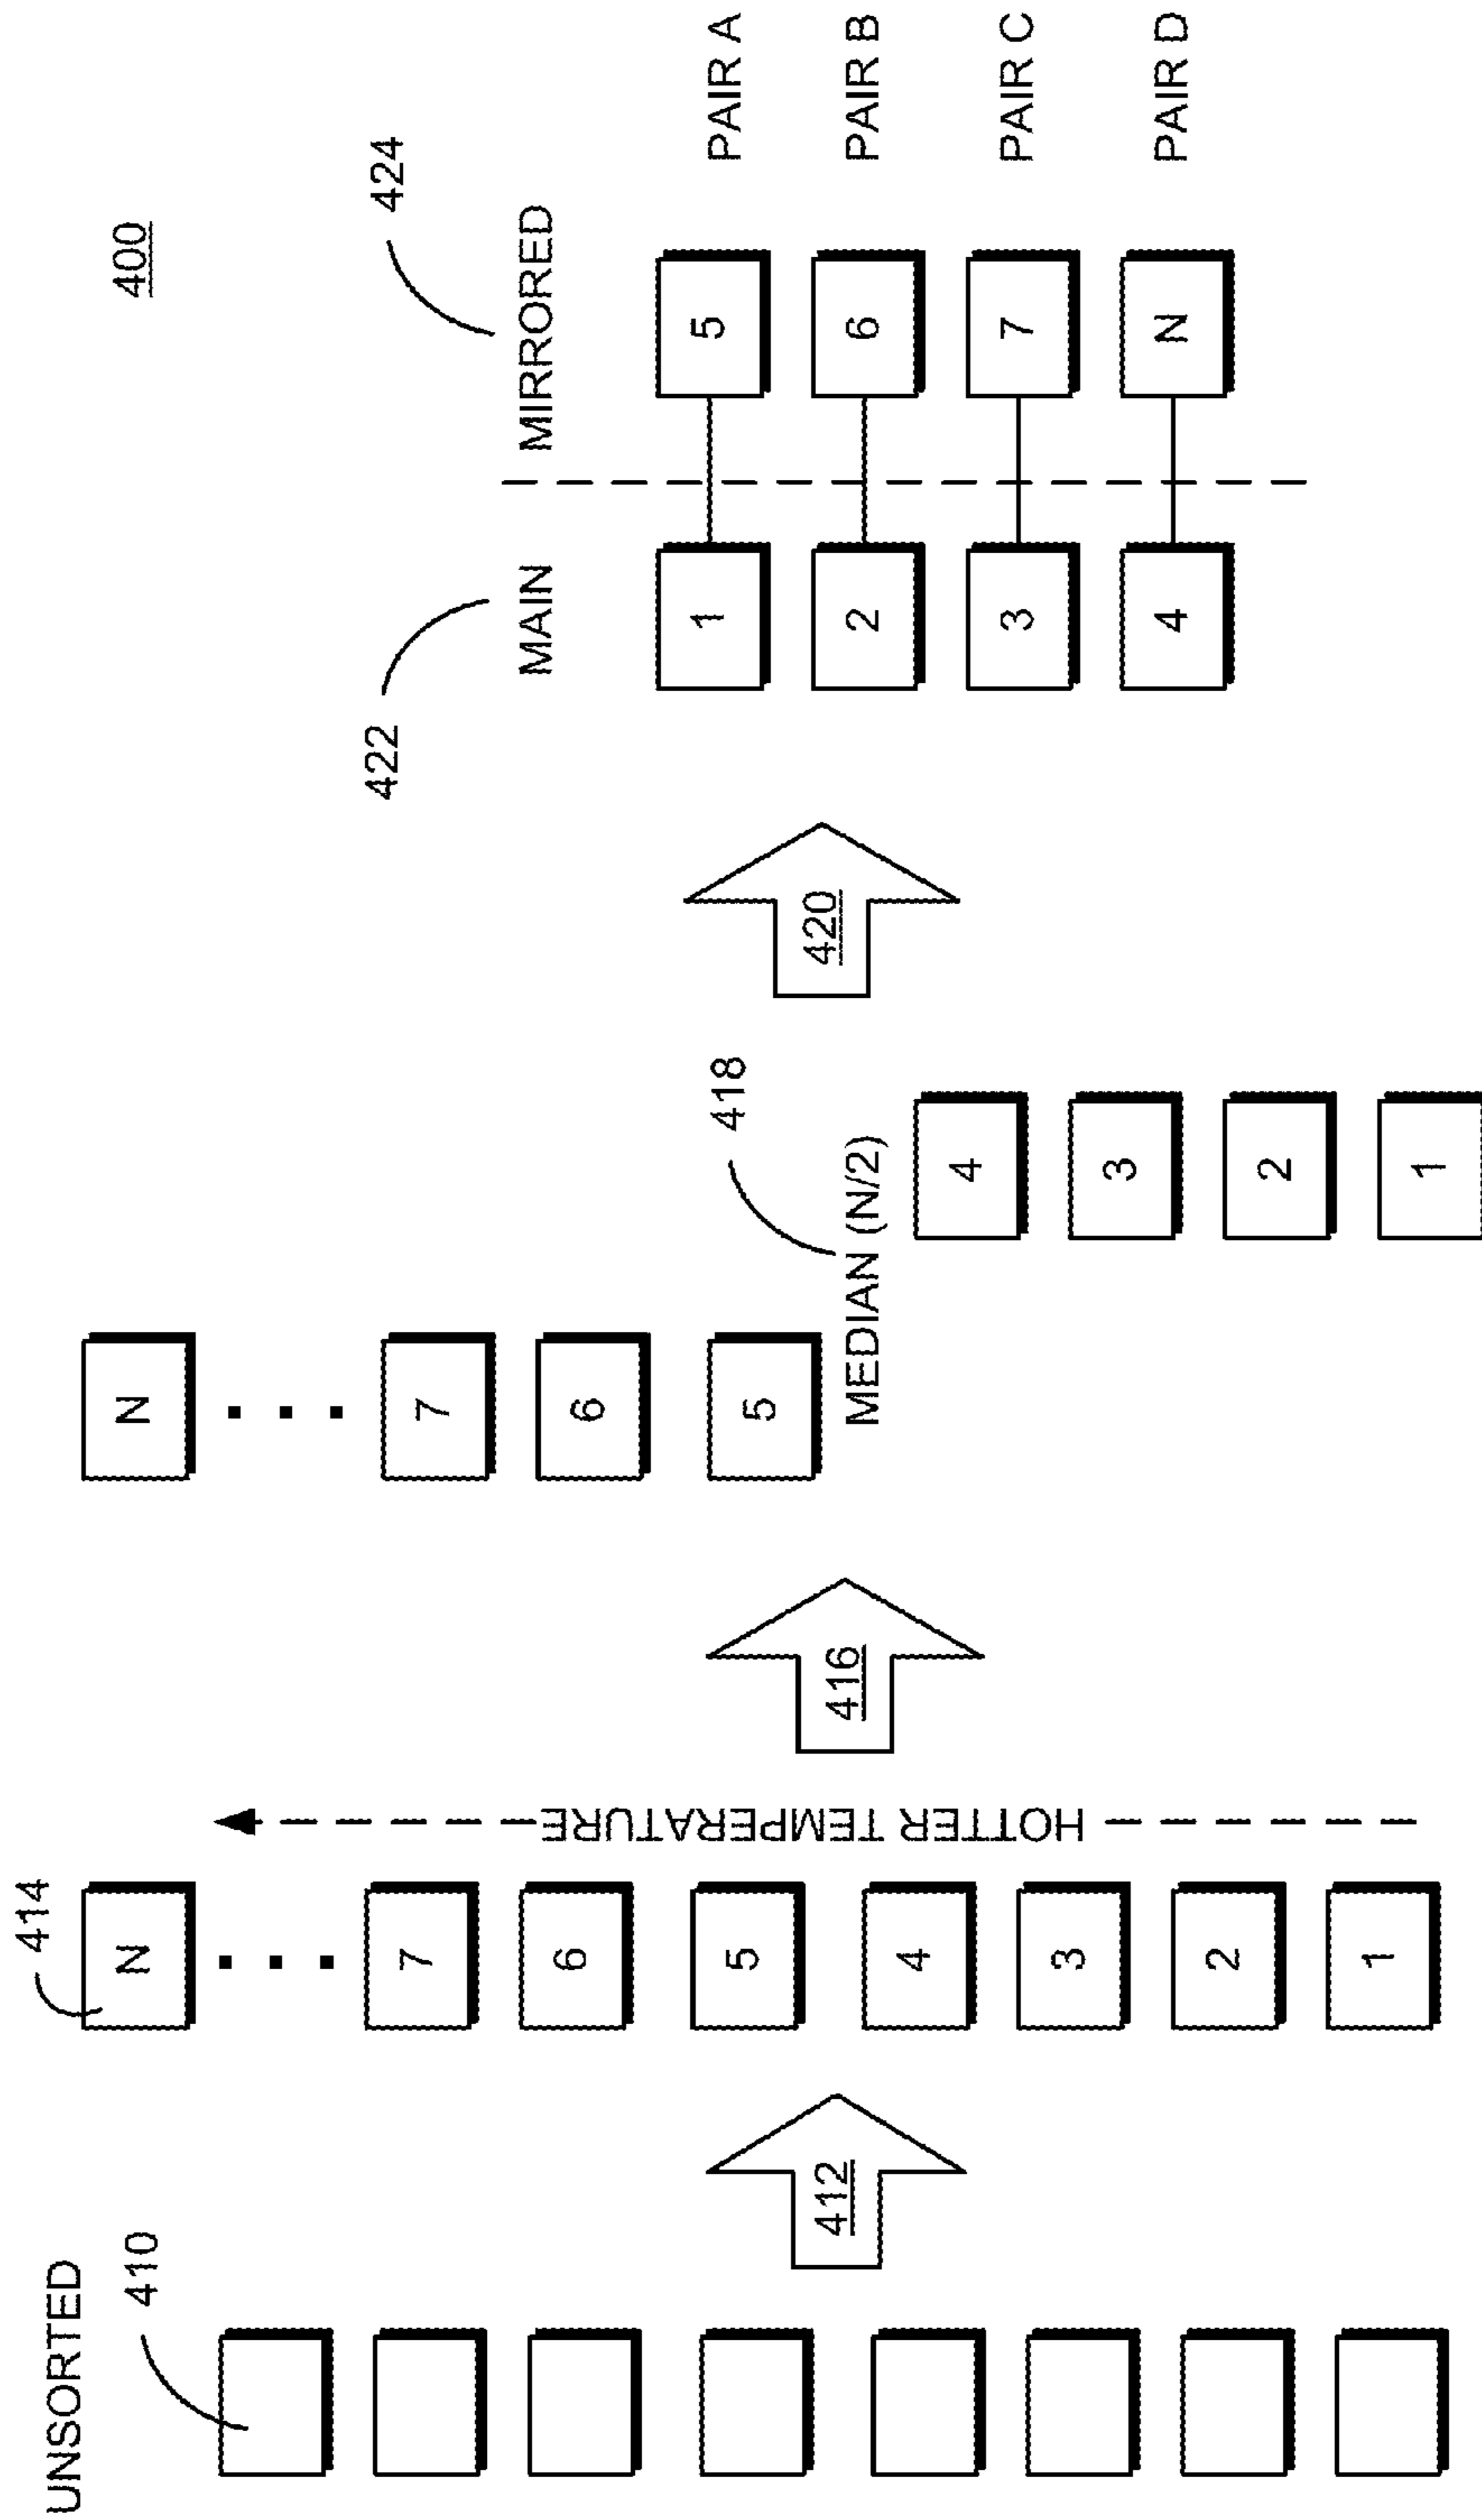 400
UNSORTED
410
412
414
N
7
6
5
4
3
2
1
HOTTER TEMPERATURE
416
N
7
6
5
MEDIAN (N/2)
418
4
3
2
1
420
422
424
MAIN
MIRRORED
1
5
PAIR A
2
6
PAIR B
3
7
PAIR C
4
N
PAIR D